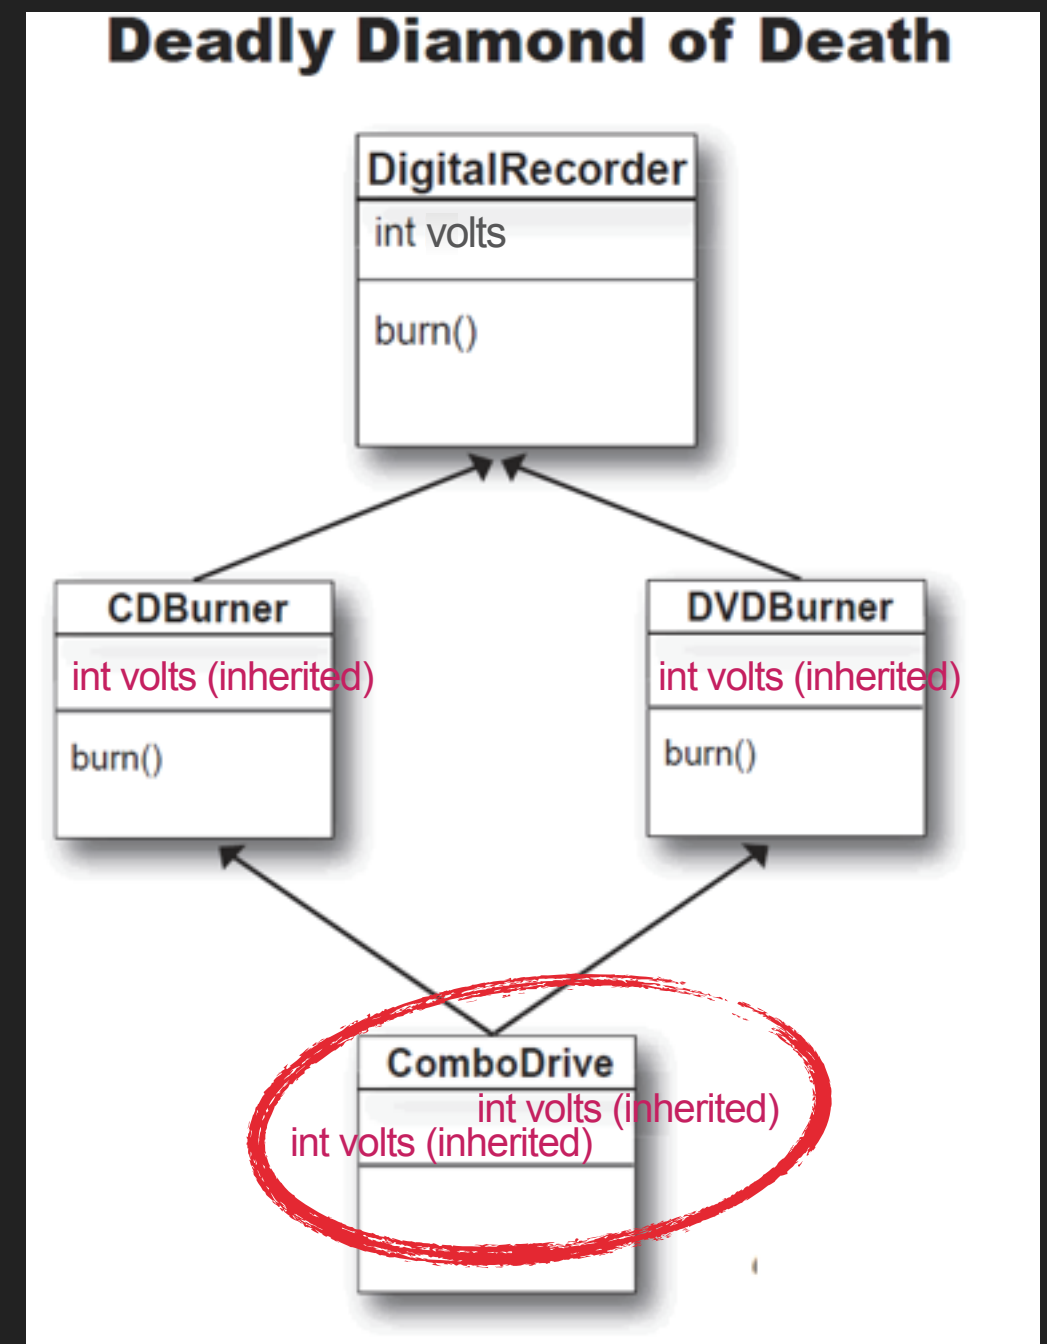 Deadly Diamond of Death
DigitalRecorder
int volts
burn()
CDBurner
int volts (inherited)
burn()
DVDBurner
int volts (inherited)
burn()
ComboDrive
int volts (inherited)
int volts (inherited)